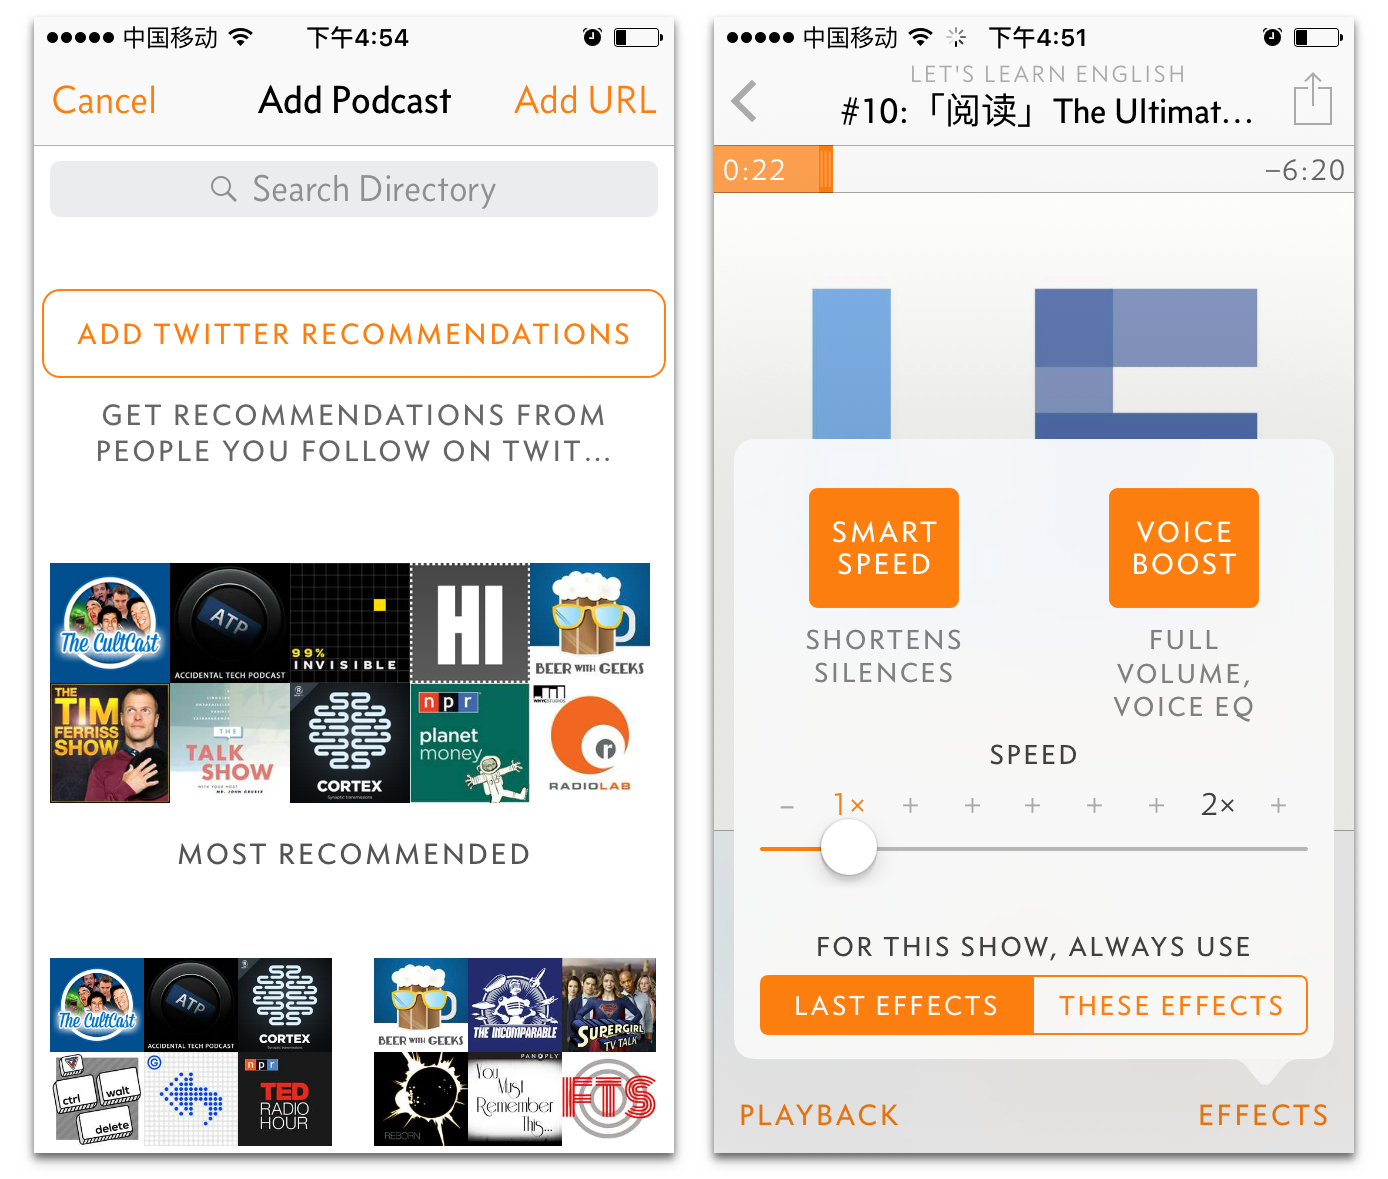 中国移动 下午4:54
Cancel Add Podcast Add URL
Search Directory
ADD TWITTER RECOMMENDATIONS
GET RECOMMENDATIONS FROM
PEOPLE YOU FOLLOW ON TWIT...
The CultCast
ATP
ACCIDENTAL TECH PODCAST
99%
INVISIBLE
HI
BEER WITH GEEKS
THE
TIM
FERRISS
SHOW
THE
TALK
SHOW
WITH YOUR HOST
CORTEX
npr
planet
money
WNYCSTUDIOS
r
RADIOLAB
MOST RECOMMENDED
The CultCast
ATP
ACCIDENTAL TECH PODCAST
CORTEX
BEER WITH GEEKS
THE INCOMPARABLE
SUPERGIRL
TV TALK
ctrl
walt
delete
G
npr
TED
RADIO
HOUR
REBORN
PANOPLY
You
Must
Remember
This...
FTS
中国移动 下午4:51
LET'S LEARN ENGLISH
#10:「阅读」The Ultimat...
0:22 −6:20
SMART
SPEED
VOICE
BOOST
SHORTENS
SILENCES
FULL
VOLUME,
VOICE EQ
SPEED
– 1× + + + + + 2× +
FOR THIS SHOW, ALWAYS USE
LAST EFFECTS THESE EFFECTS
PLAYBACK EFFECTS